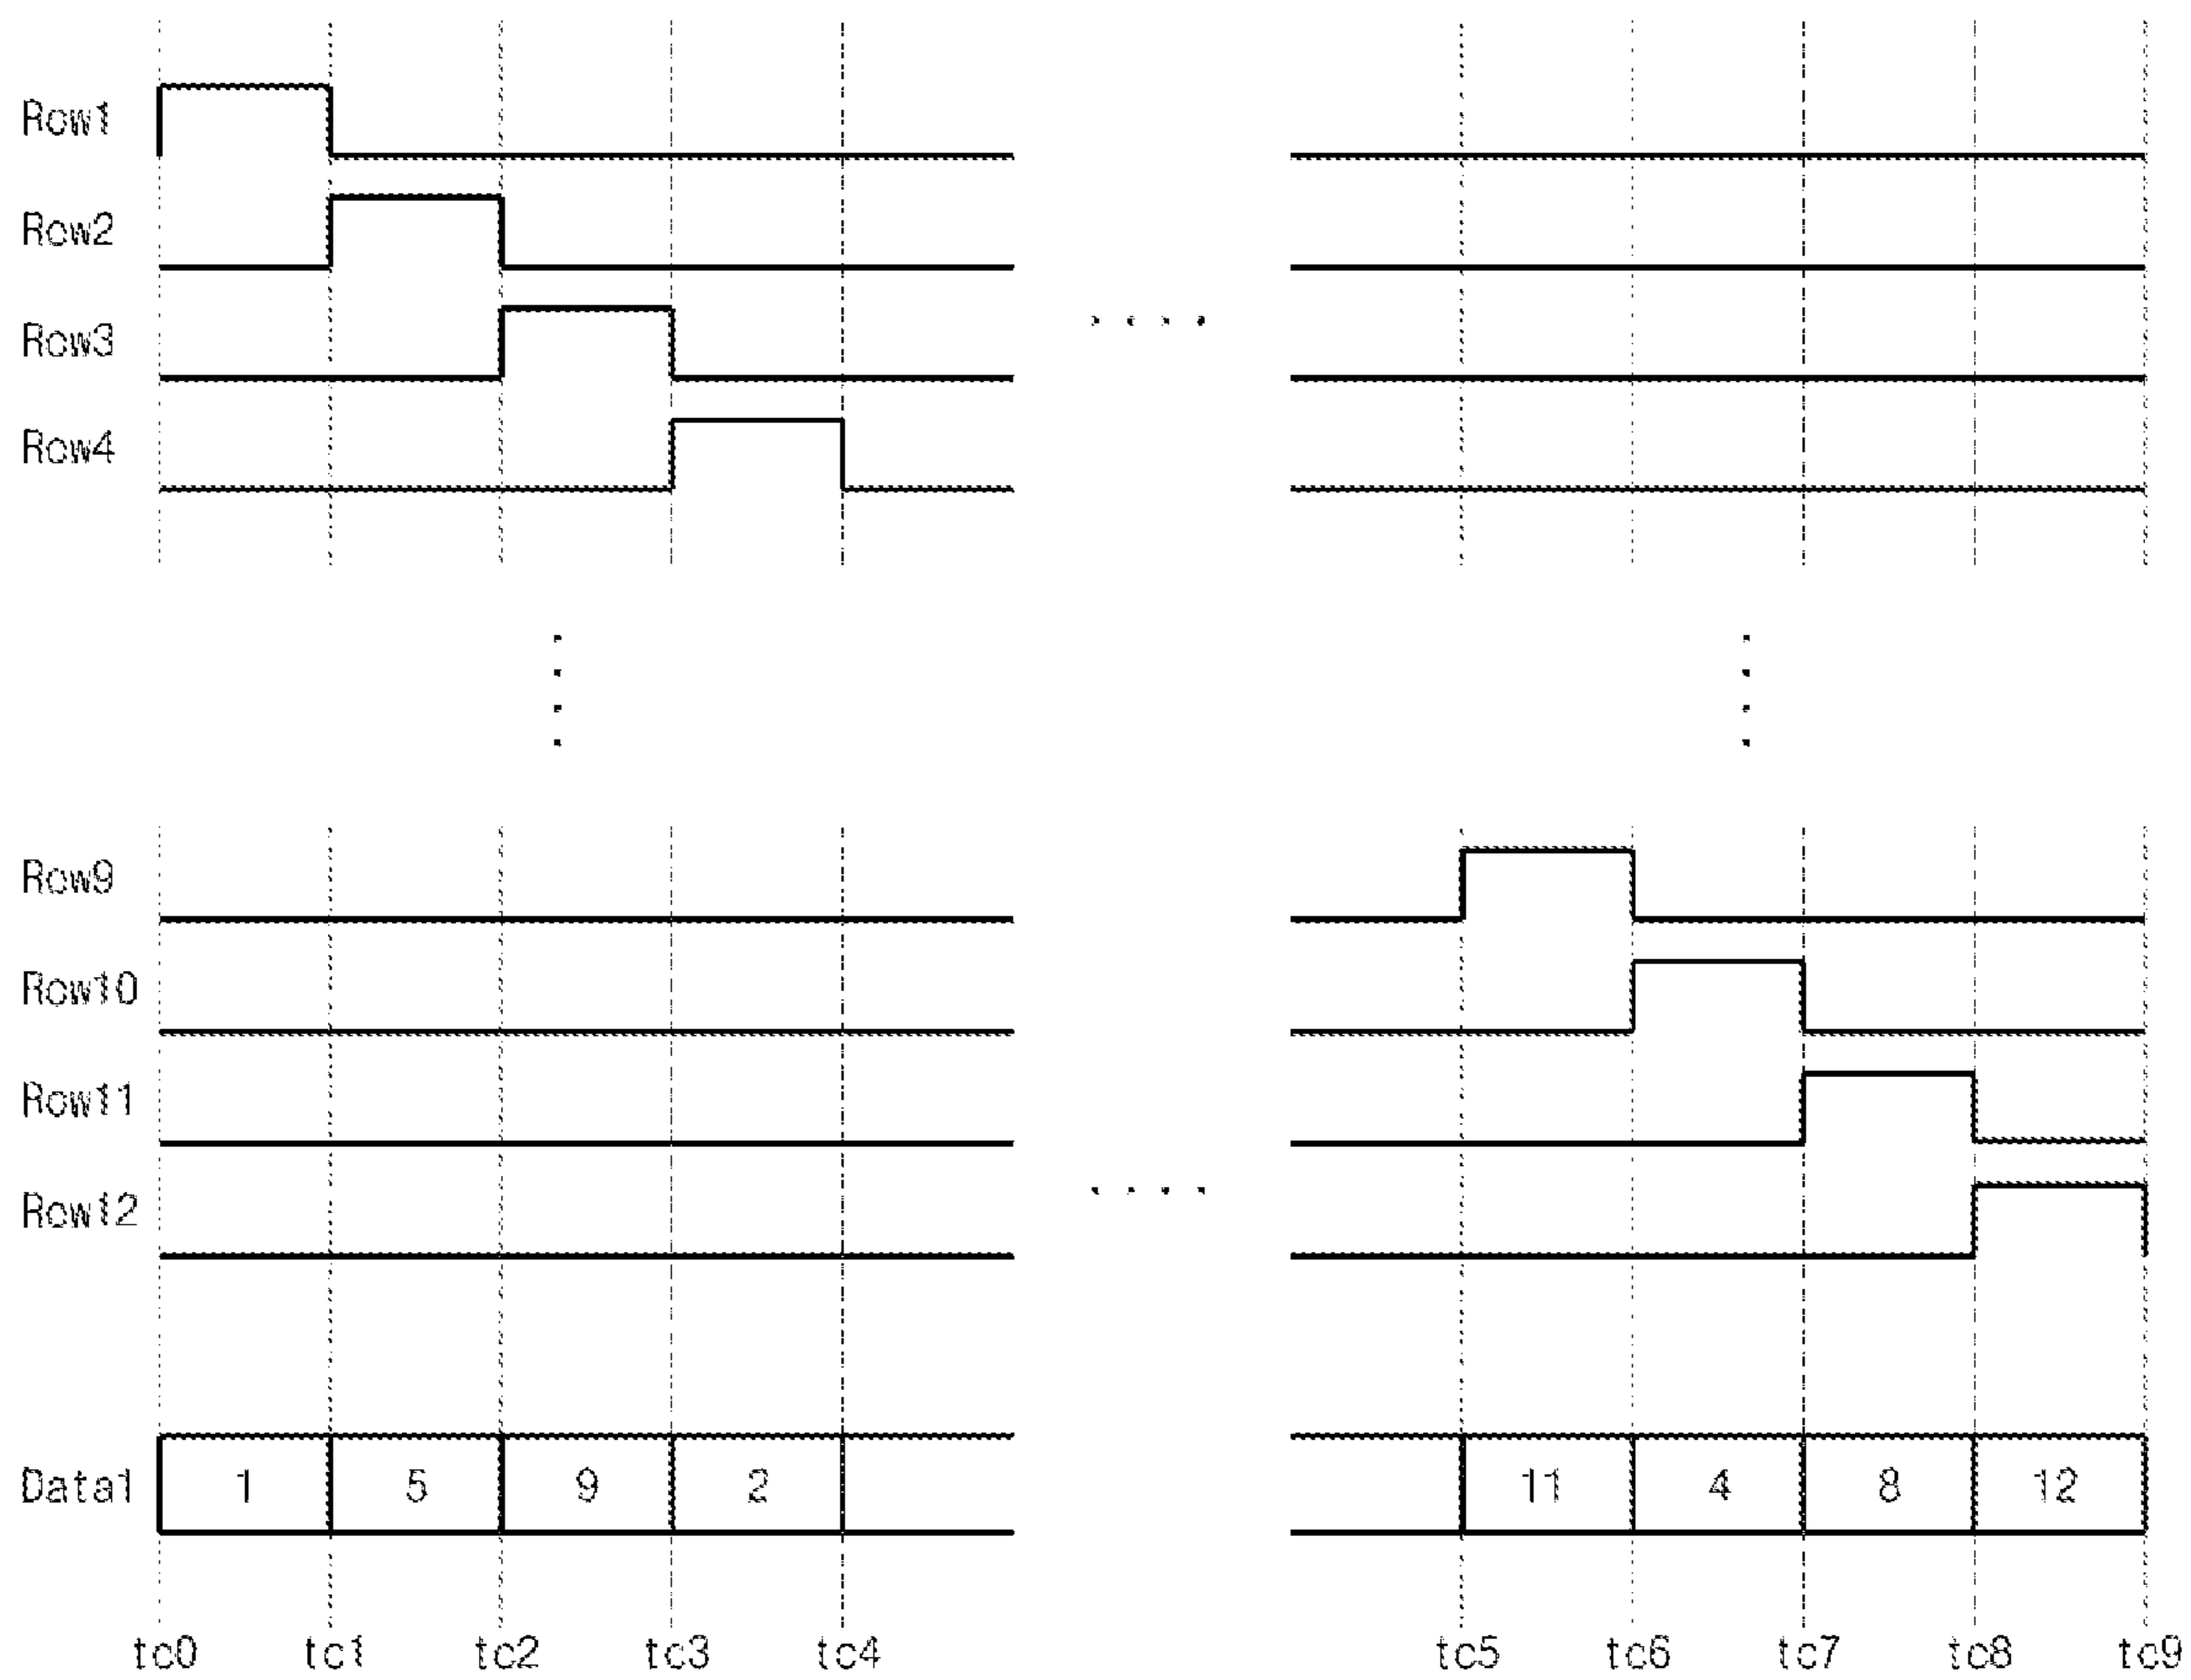 Row1
Row2
Row3
Row4
Row9
Row10
Row11
Row12
Data1 1 5 9 2 11 4 8 12
tc0 tc1 tc2 tc3 tc4 tc5 tc6 tc7 tc8 tc9